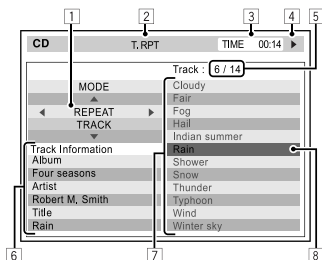 1 2 3 4 5
CD T. RPT TIME 00:14
Track : 6 / 14
MODE
REPEAT
TRACK
Track Information
Album
Four seasons
Artist
Robert M, Smith
Title
Rain
Cloudy
Fair
Fog
Hail
Indian summer
Rain
Shower
Snow
Thunder
Typhoon
Wind
Winter sky
6 7 8